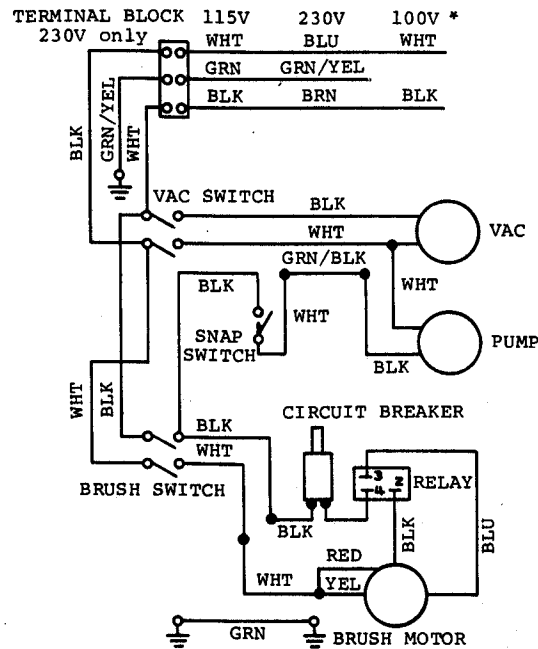 TERMINAL BLOCK 115V 230V 100V *
230V only WHT BLU WHT
GRN GRN/YEL
BLK BRN BLK
BLK
GRN/YEL
WHT
VAC SWITCH
BLK
WHT
VAC
GRN/BLK
BLK
WHT
WHT
SNAP
SWITCH
PUMP
BLK
WHT
BLK
BLK
CIRCUIT BREAKER
WHT
BRUSH SWITCH
3
4 2
RELAY
BLK
BLK
BLU
RED
WHT
YEL
GRN
BRUSH MOTOR